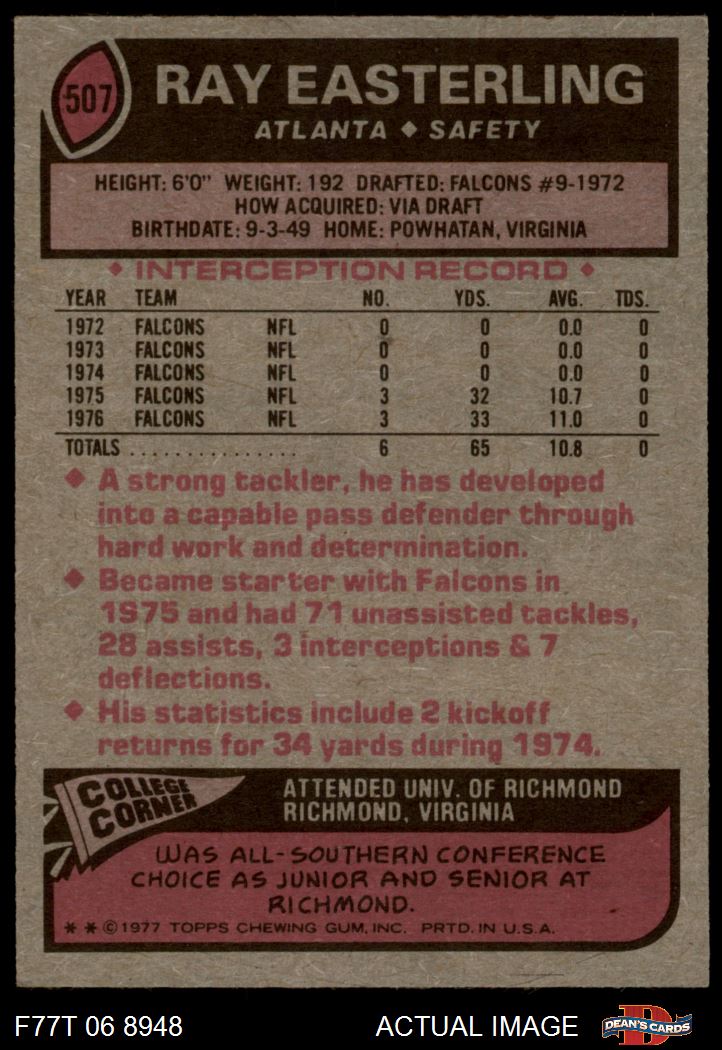 507
RAY EASTERLING
ATLANTA ◆ SAFETY
HEIGHT: 6'0" WEIGHT: 192 DRAFTED: FALCONS #9-1972
HOW ACQUIRED: VIA DRAFT
BIRTHDATE: 9-3-49 HOME: POWHATAN, VIRGINIA
◆ INTERCEPTION RECORD ◆
YEAR TEAM NO. YDS. AVG. TDS.
1972 FALCONS NFL 0 0 0.0 0
1973 FALCONS NFL 0 0 0.0 0
1974 FALCONS NFL 0 0 0.0 0
1975 FALCONS NFL 3 32 10.7 0
1976 FALCONS NFL 3 33 11.0 0
TOTALS . . . . . . . . . . . . . . . 6 65 10.8 0
◆ A strong tackler, he has developed
into a capable pass defender through
hard work and determination.
◆ Became starter with Falcons in
1975 and had 71 unassisted tackles,
28 assists, 3 interceptions & 7
deflections.
◆ His statistics include 2 kickoff
returns for 34 yards during 1974.
COLLEGE
CORNER
ATTENDED UNIV. OF RICHMOND
RICHMOND, VIRGINIA
WAS ALL-SOUTHERN CONFERENCE
CHOICE AS JUNIOR AND SENIOR AT
RICHMOND.
* * © 1977 TOPPS CHEWING GUM, INC. PRTD. IN U.S.A.
F77T 06 8948 ACTUAL IMAGE
D
DEAN'S CARDS